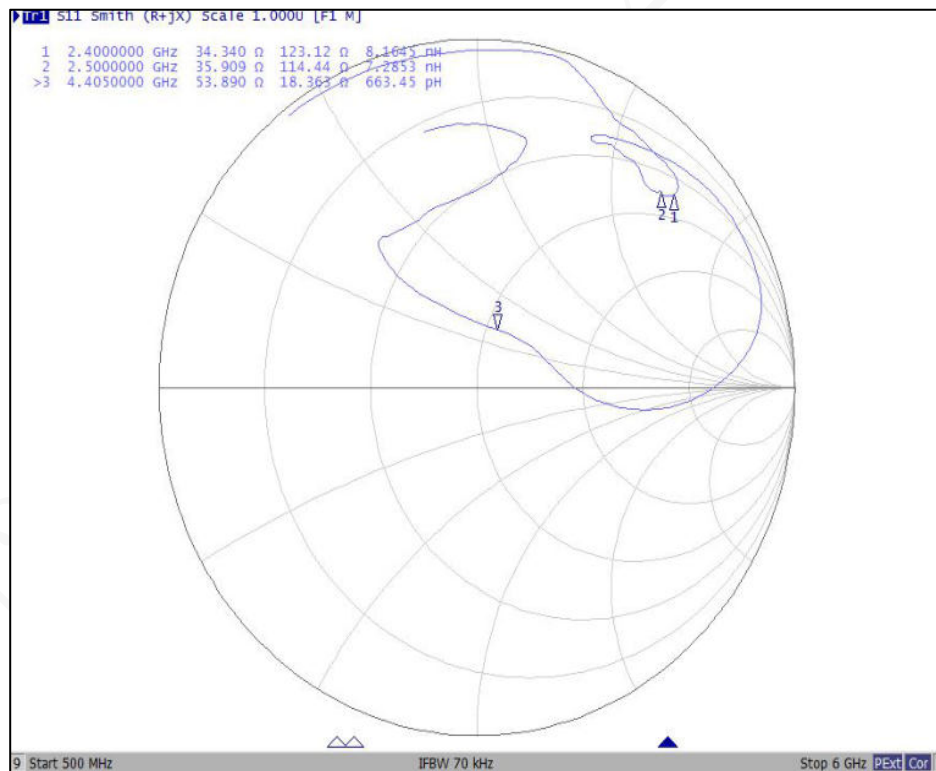 Tr1 S11 Smith (R+jX) Scale 1.000U [F1 M]
1 2.4000000 GHz 34.340 Ω 123.12 Ω 8.1645 nH
2 2.5000000 GHz 35.909 Ω 114.44 Ω 7.2853 nH
>3 4.4050000 GHz 53.890 Ω 18.363 Ω 663.45 pH
2 1
3
9 Start 500 MHz IFBW 70 kHz Stop 6 GHz PExt Cor